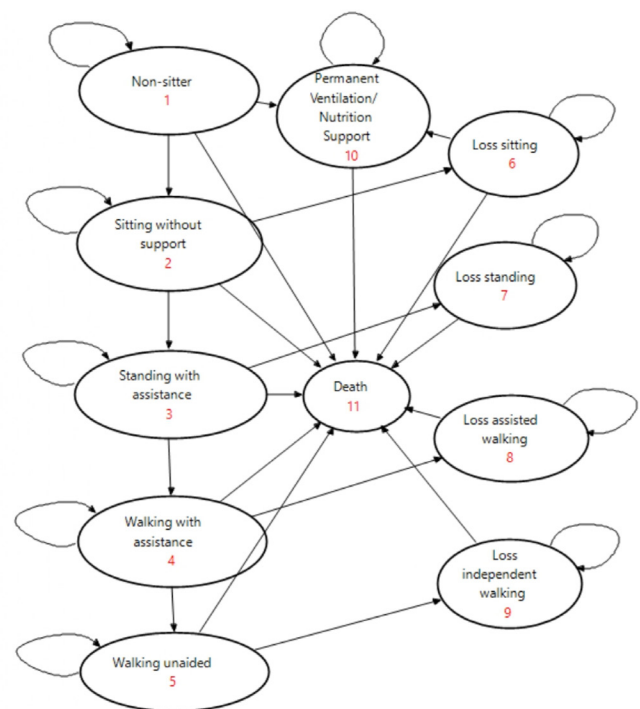 Non-sitter
1
Permanent
Ventilation/
Nutrition
Support
10
Loss sitting
6
Sitting without
support
2
Loss standing
7
Standing with
assistance
3
Death
11
Loss assisted
walking
8
Walking with
assistance
4
Loss
independent
walking
9
Walking unaided
5